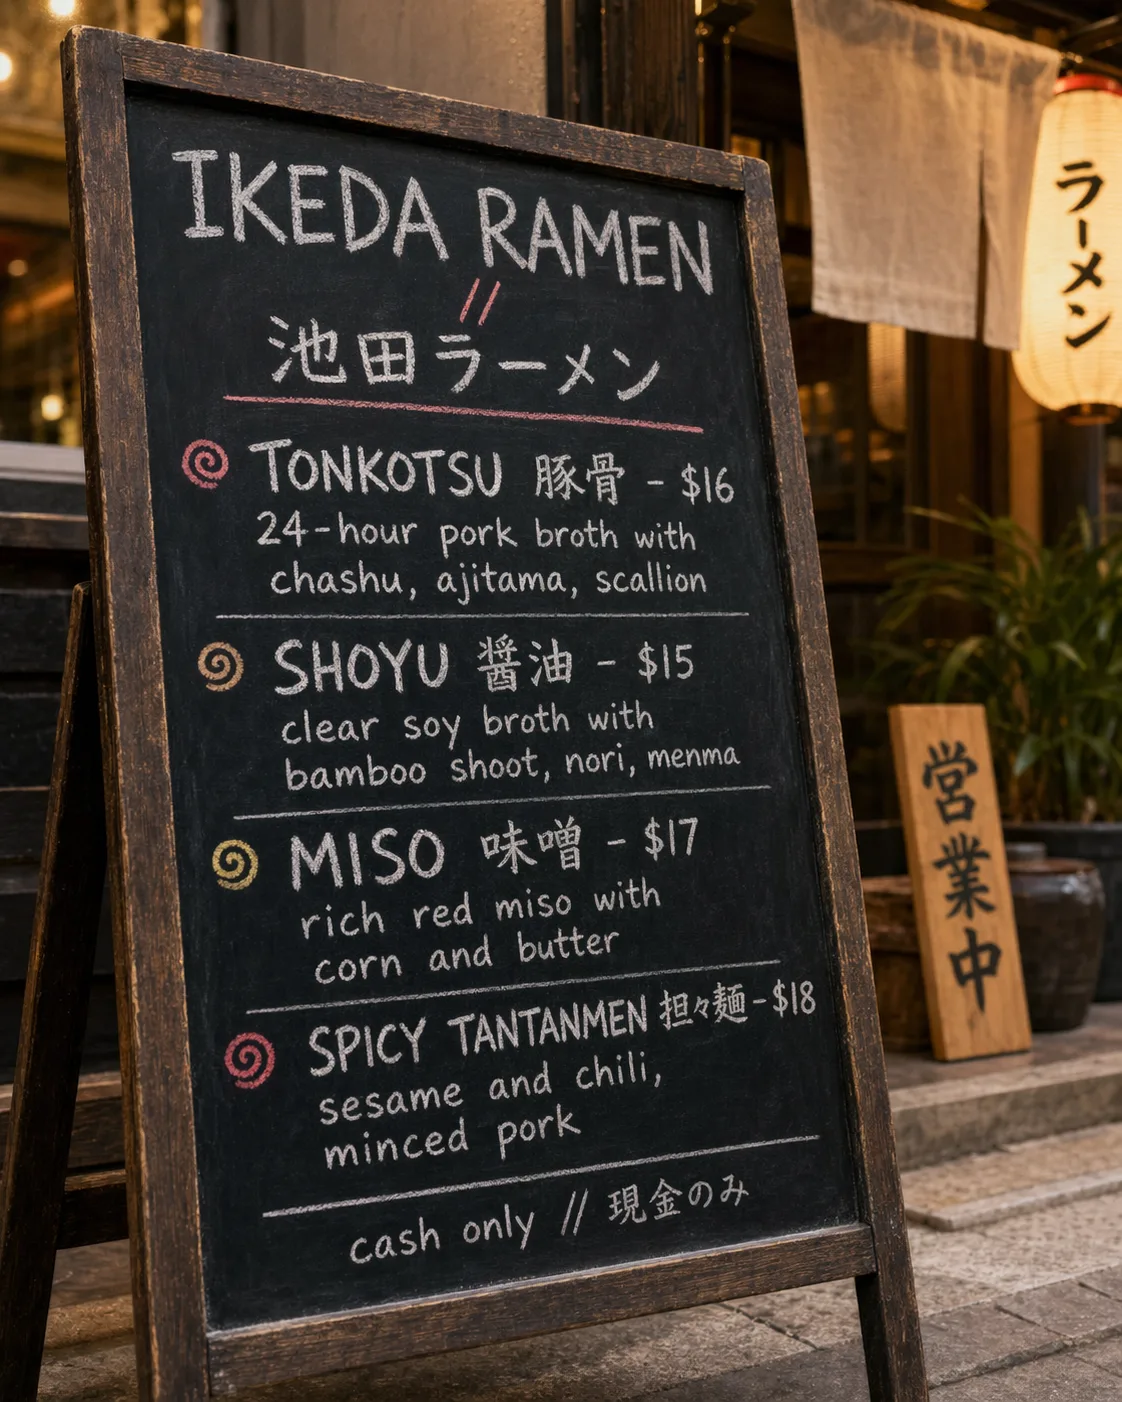 IKEDA RAMEN
//
池田ラーメン
TONKOTSU 豚骨 - $16
24-hour pork broth with
chashu, ajitama, scallion
SHOYU 醤油 - $15
clear soy broth with
bamboo shoot, nori, menma
MISO 味噌 - $17
rich red miso with
corn and butter
SPICY TANTANMEN 担々麺 - $18
sesame and chili,
minced pork
cash only // 現金のみ
ラーメン
営業中